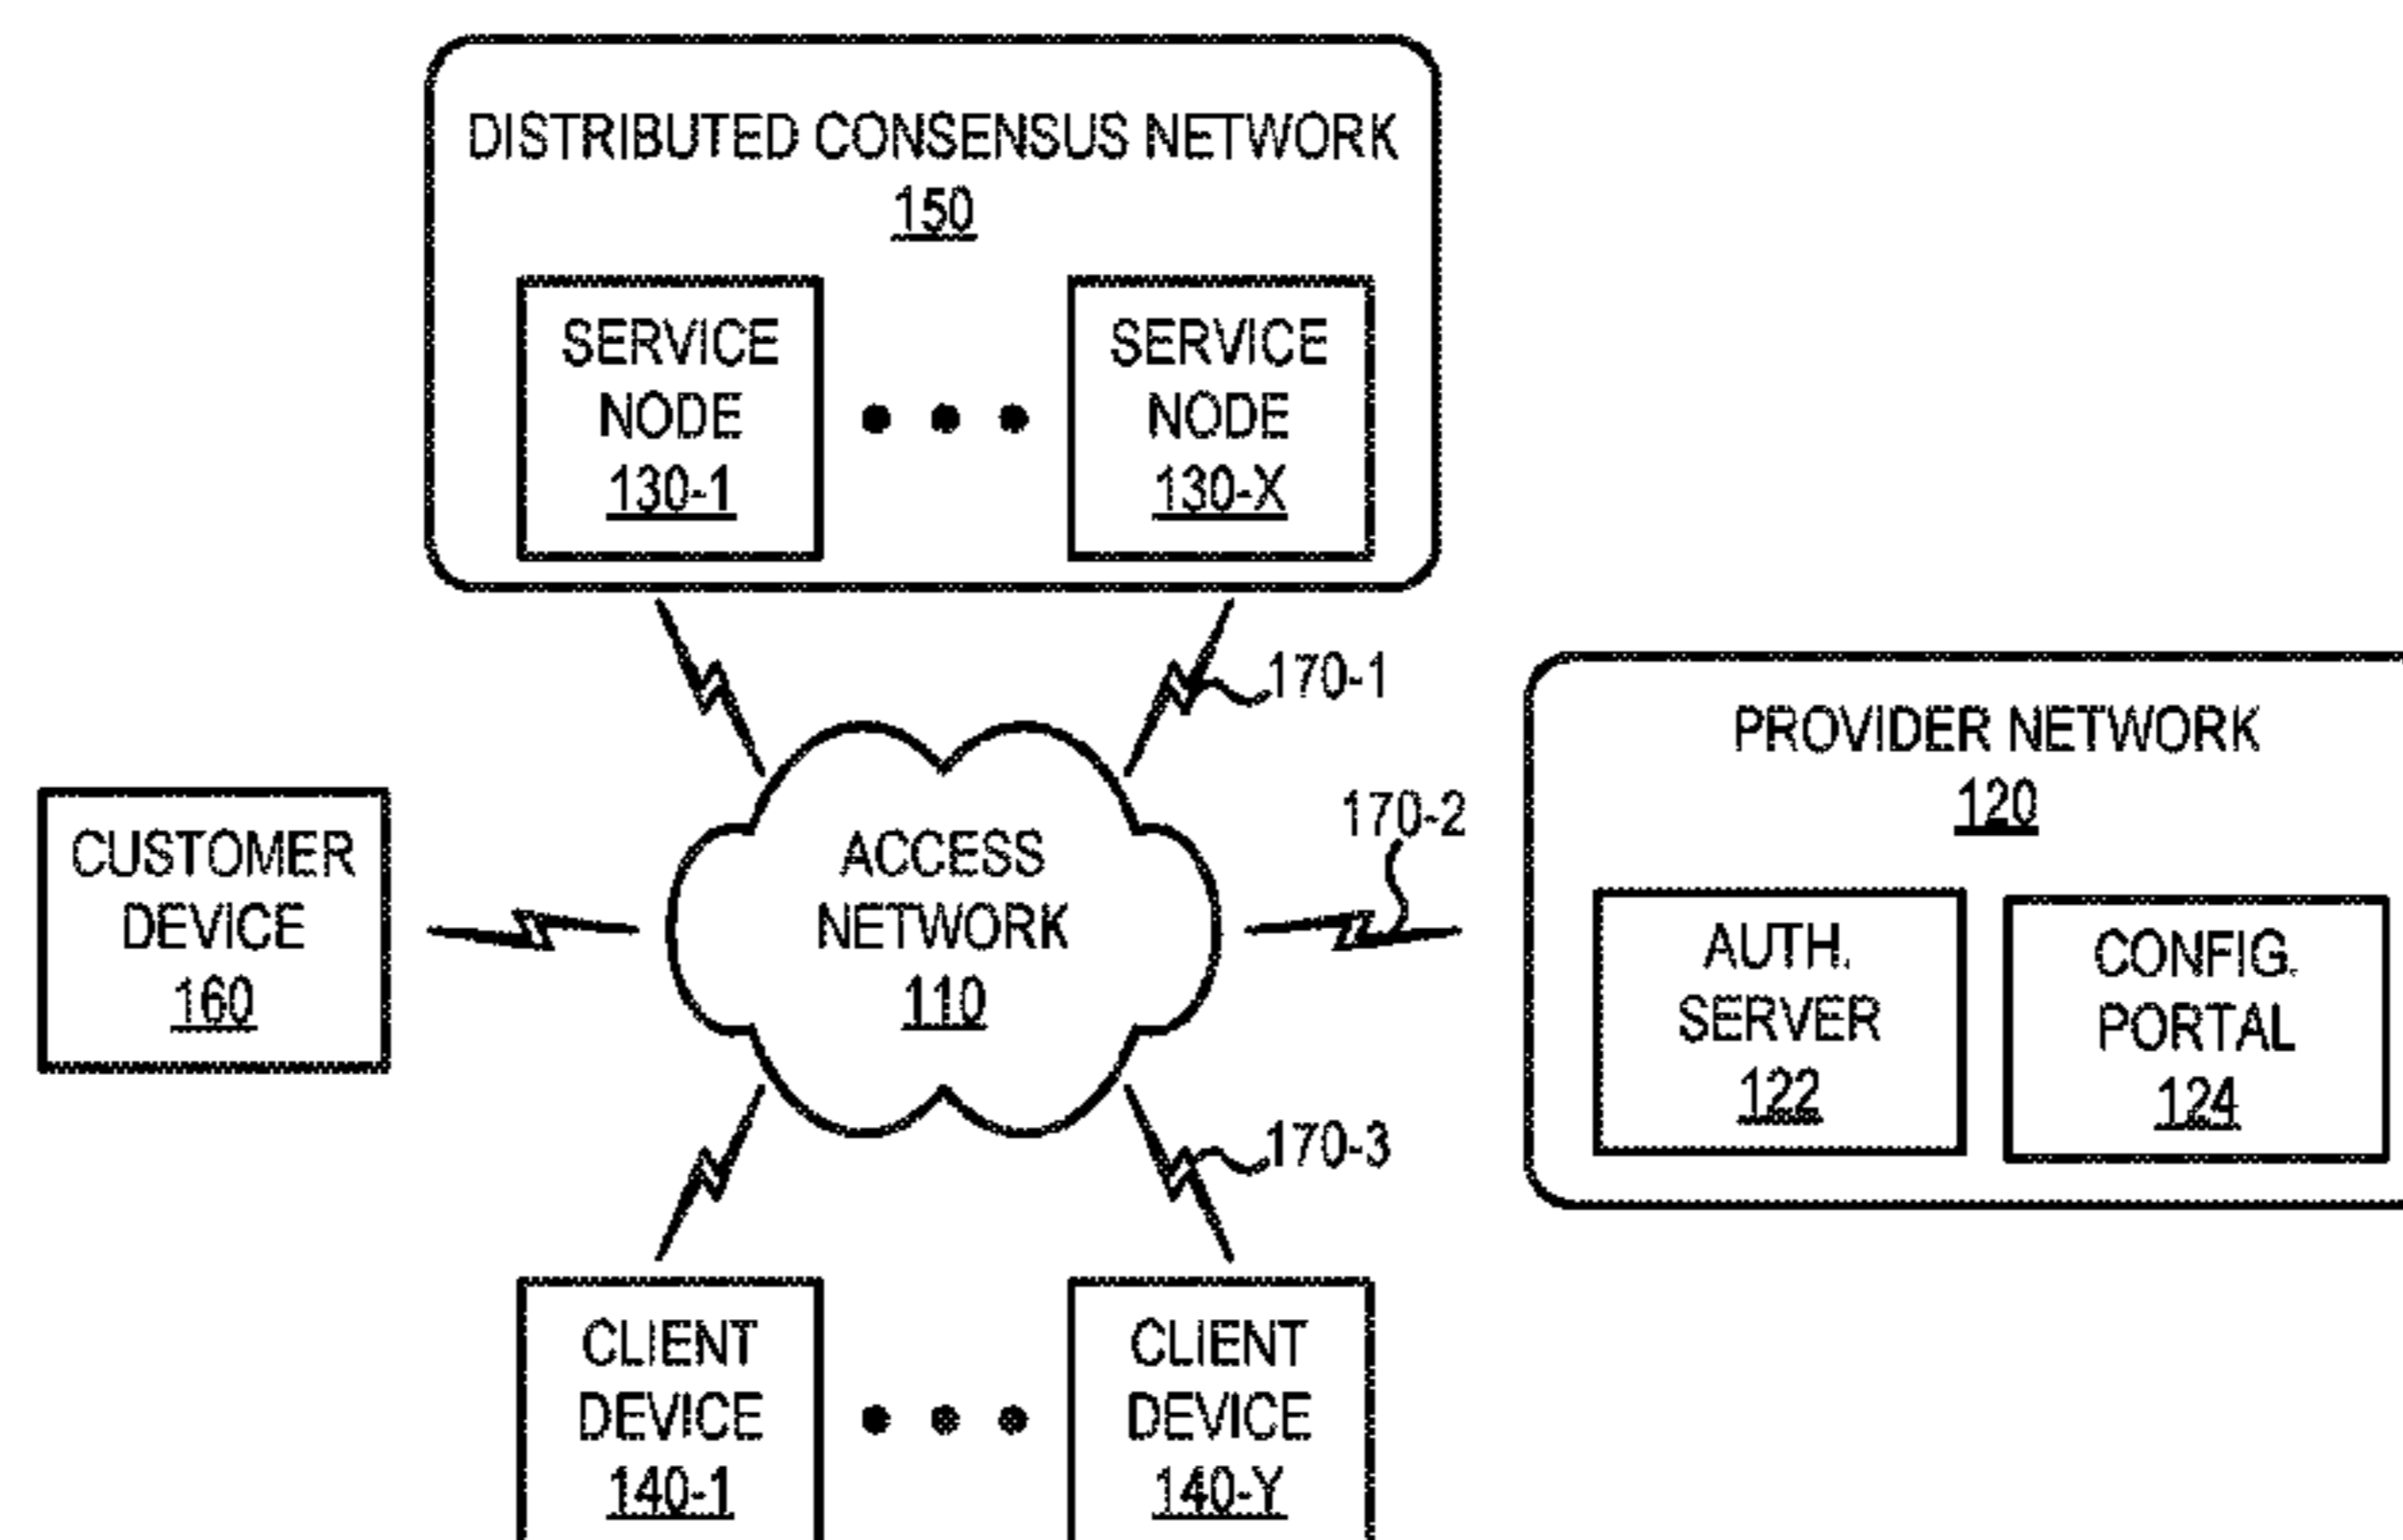 DISTRIBUTED CONSENSUS NETWORK
150
SERVICE
NODE
130-1
SERVICE
NODE
130-X
170-1
PROVIDER NETWORK
120
170-2
CUSTOMER
DEVICE
160
ACCESS
NETWORK
110
AUTH.
SERVER
122
CONFIG.
PORTAL
124
170-3
CLIENT
DEVICE
140-1
CLIENT
DEVICE
140-Y